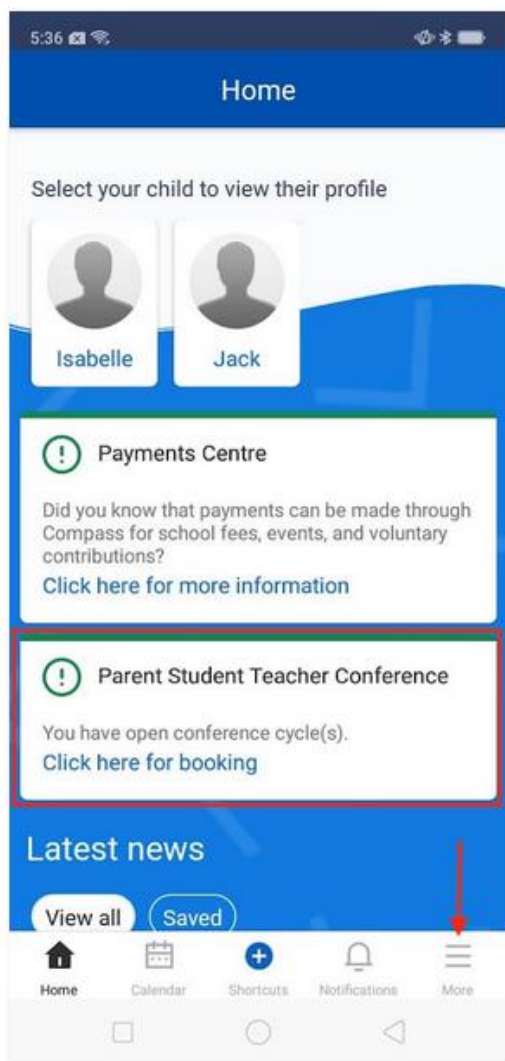 5:36
Home
Select your child to view their profile
Isabelle
Jack
Payments Centre
Did you know that payments can be made through
Compass for school fees, events, and voluntary
contributions?
Click here for more information
Parent Student Teacher Conference
You have open conference cycle(s).
Click here for booking
Latest news
View all
Saved
Home
Calendar
Shortcuts
Notifications
More